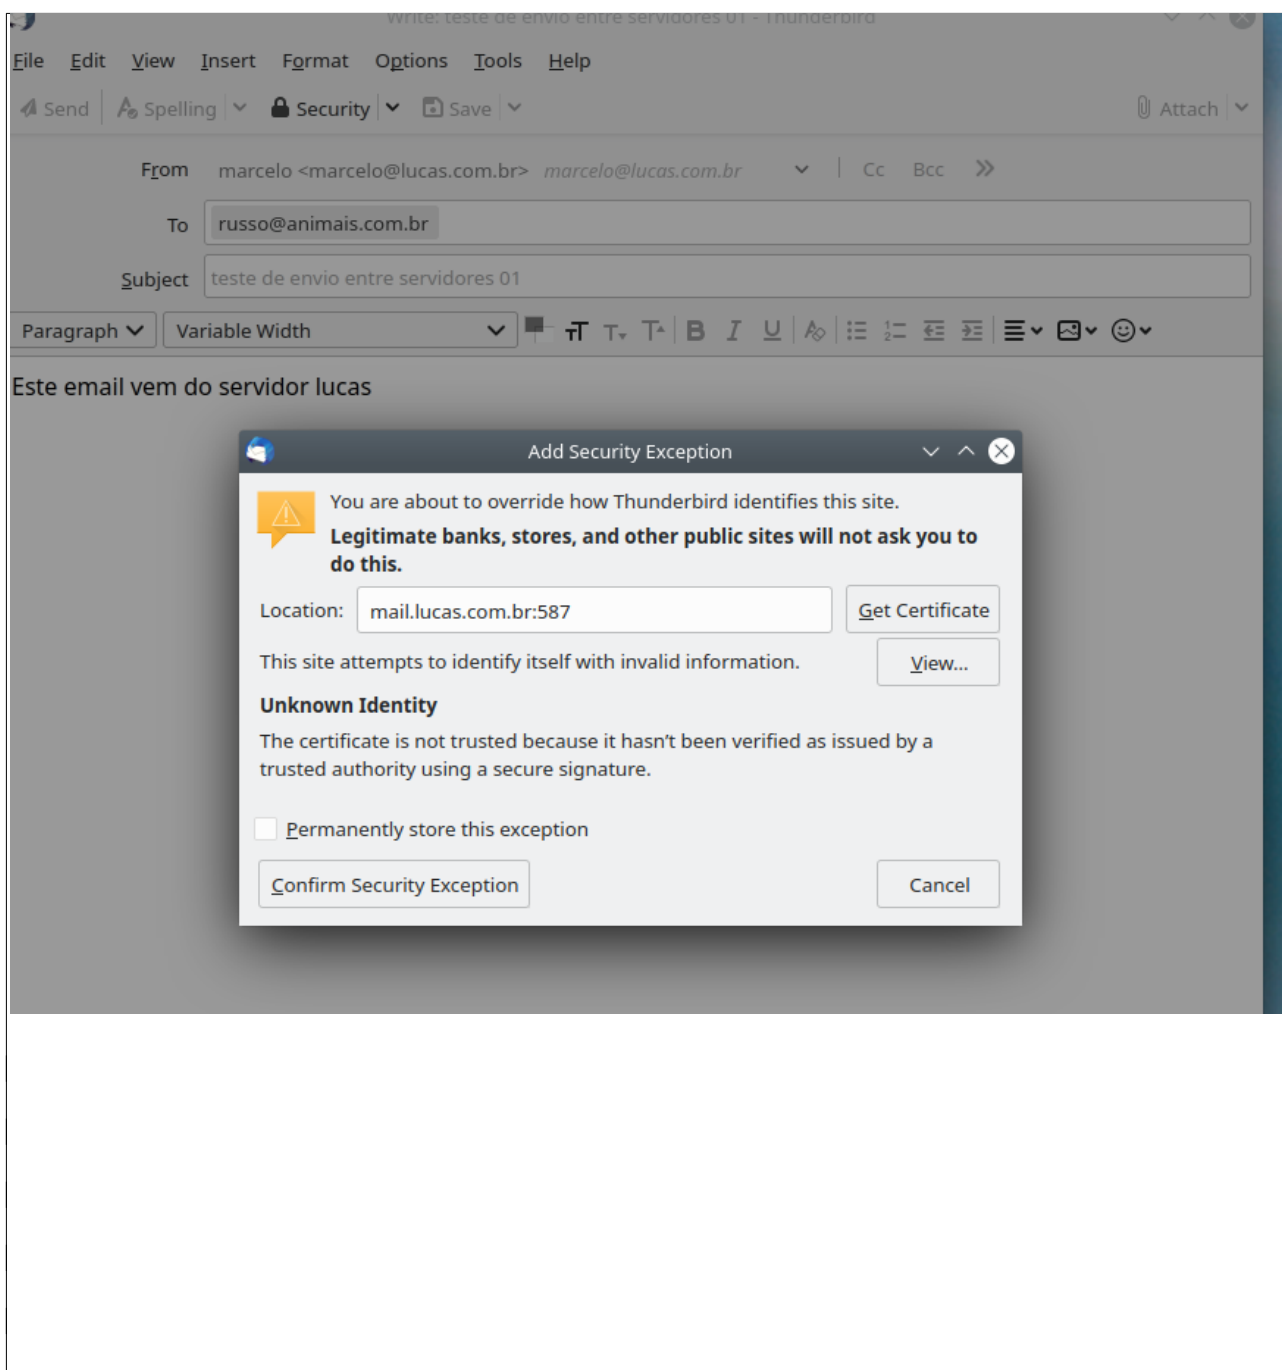 Write: teste de envio entre servidores 01 - Thunderbird
File Edit View Insert Format Options Tools Help
Send Spelling Security Save Attach
From marcelo <marcelo@lucas.com.br> marcelo@lucas.com.br Cc Bcc
To russo@animais.com.br
Subject teste de envio entre servidores 01
Paragraph Variable Width
Este email vem do servidor lucas
Add Security Exception
You are about to override how Thunderbird identifies this site.
Legitimate banks, stores, and other public sites will not ask you to
do this.
Location: mail.lucas.com.br:587 Get Certificate
This site attempts to identify itself with invalid information. View...
Unknown Identity
The certificate is not trusted because it hasn't been verified as issued by a
trusted authority using a secure signature.
Permanently store this exception
Confirm Security Exception Cancel